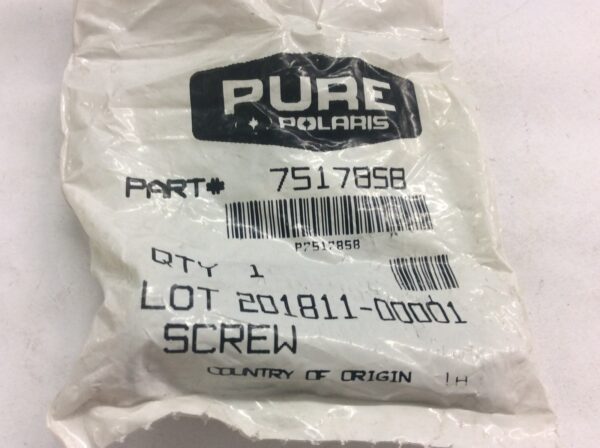 PURE
POLARIS
PART# 7517858
P7517858
QTY 1
LOT 201811-00001
SCREW
COUNTRY OF ORIGIN